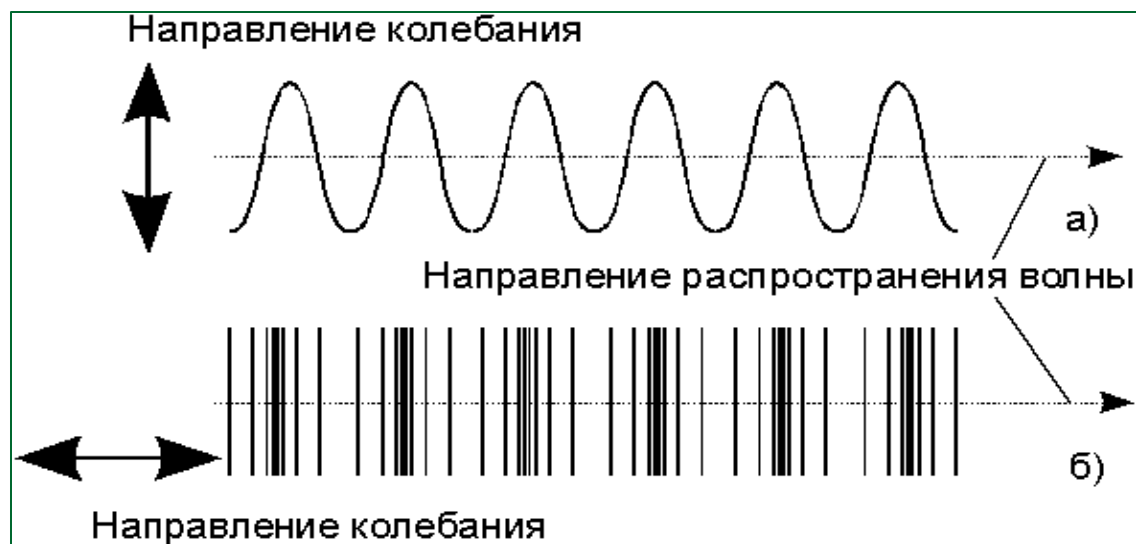 Направление колебания
а)
Направление распространения волны
б)
Направление колебания